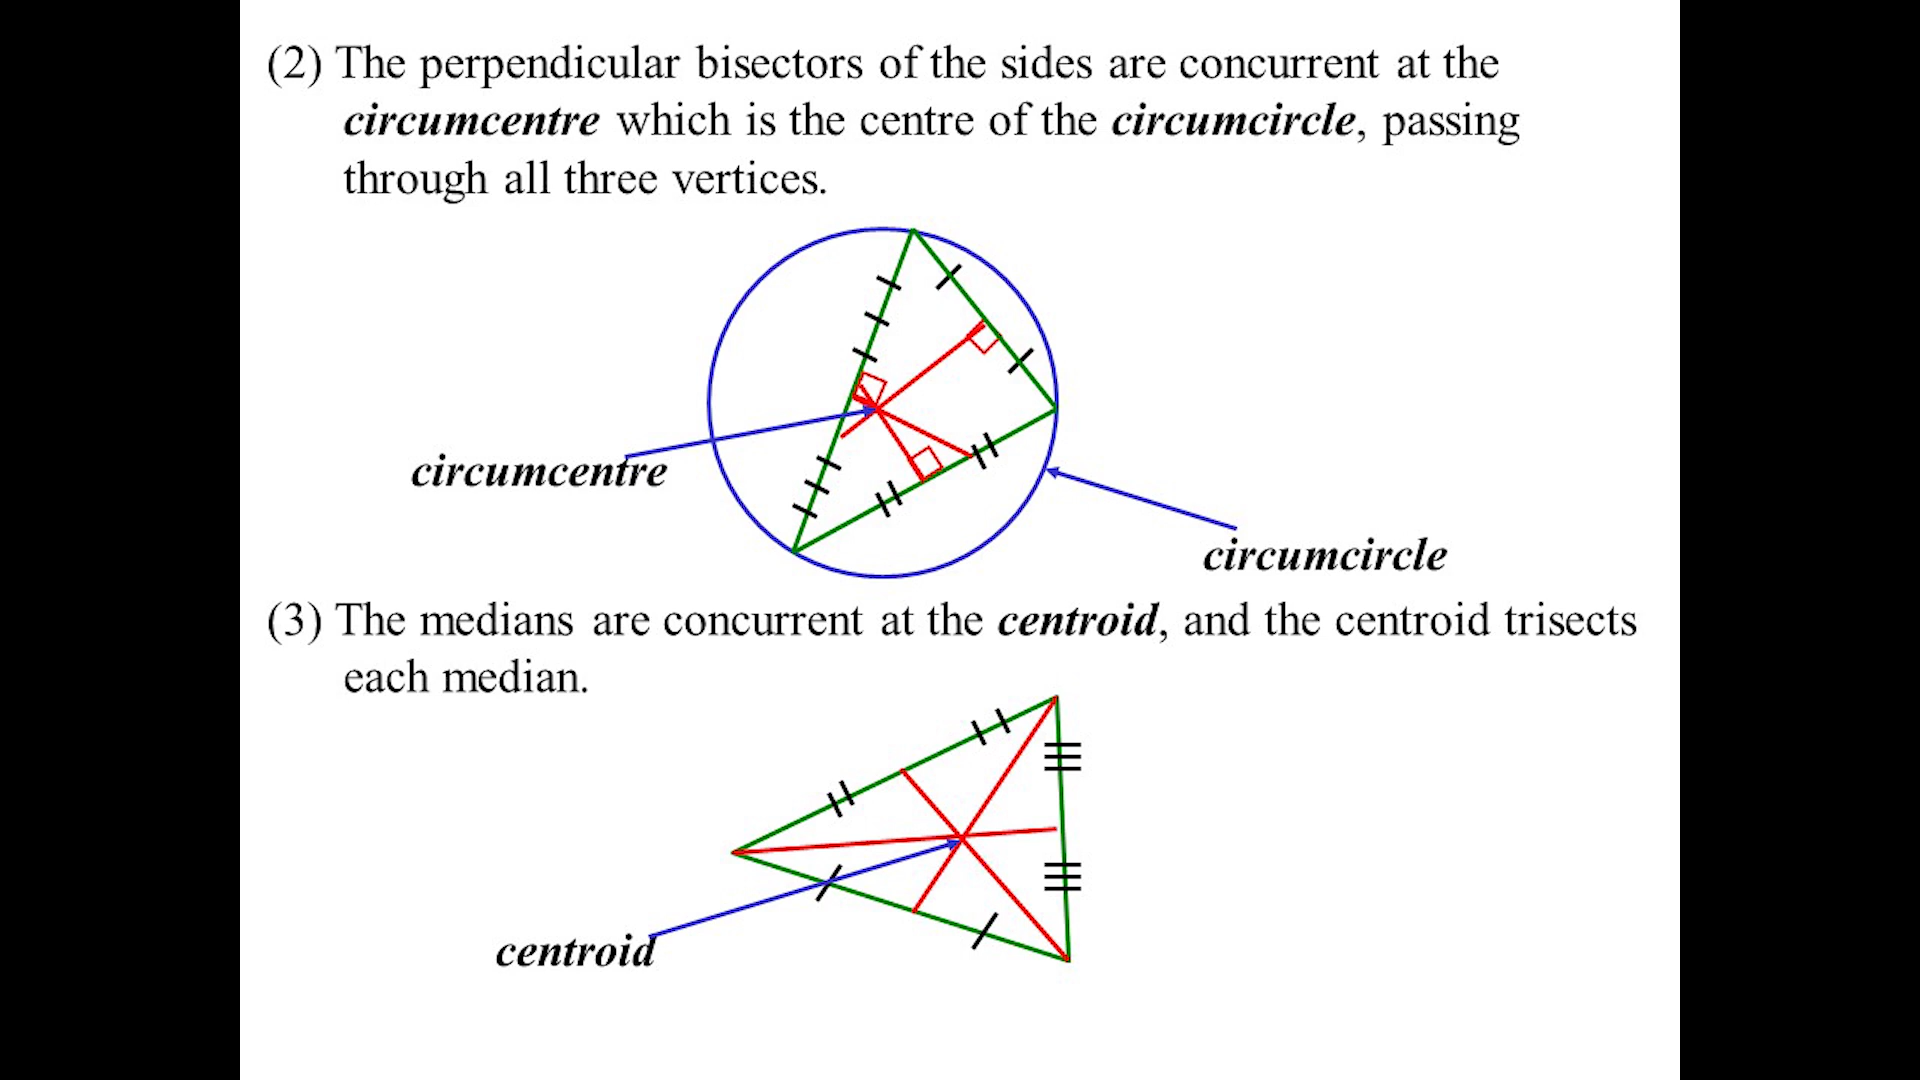 (2) The perpendicular bisectors of the sides are concurrent at the
circumcentre which is the centre of the circumcircle, passing
through all three vertices.
circumcentre
circumcircle
(3) The medians are concurrent at the centroid, and the centroid trisects
each median.
centroid